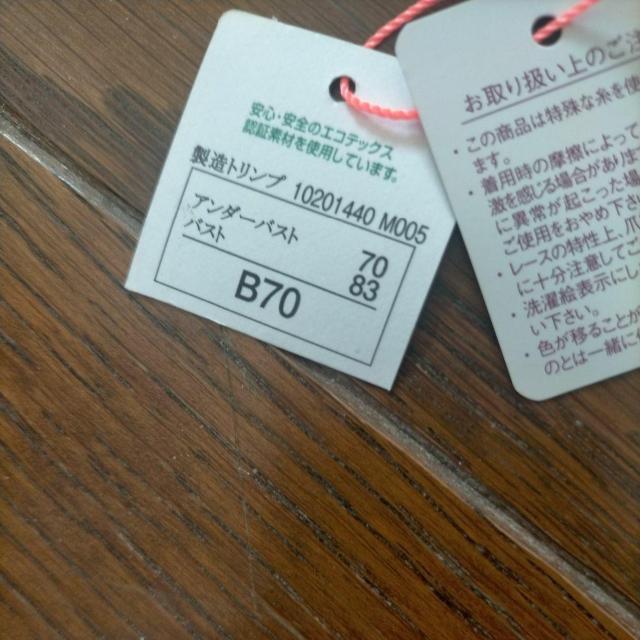 安心・安全のエコテックス
認証素材を使用しています。
製造トリンプ 10201440 M005
アンダーバスト 70
バスト 83
B70
お取り扱い上のご注
・この商品は特殊な糸を使
ます。
・着用時の摩擦によって
激を感じる場合があります
に異常が起こった場
ご使用をおやめ下さ
・レースの特性上、爪
に十分注意して
・洗濯絵表示にし
い下さい。
・色が移ることが
のとは一緒に